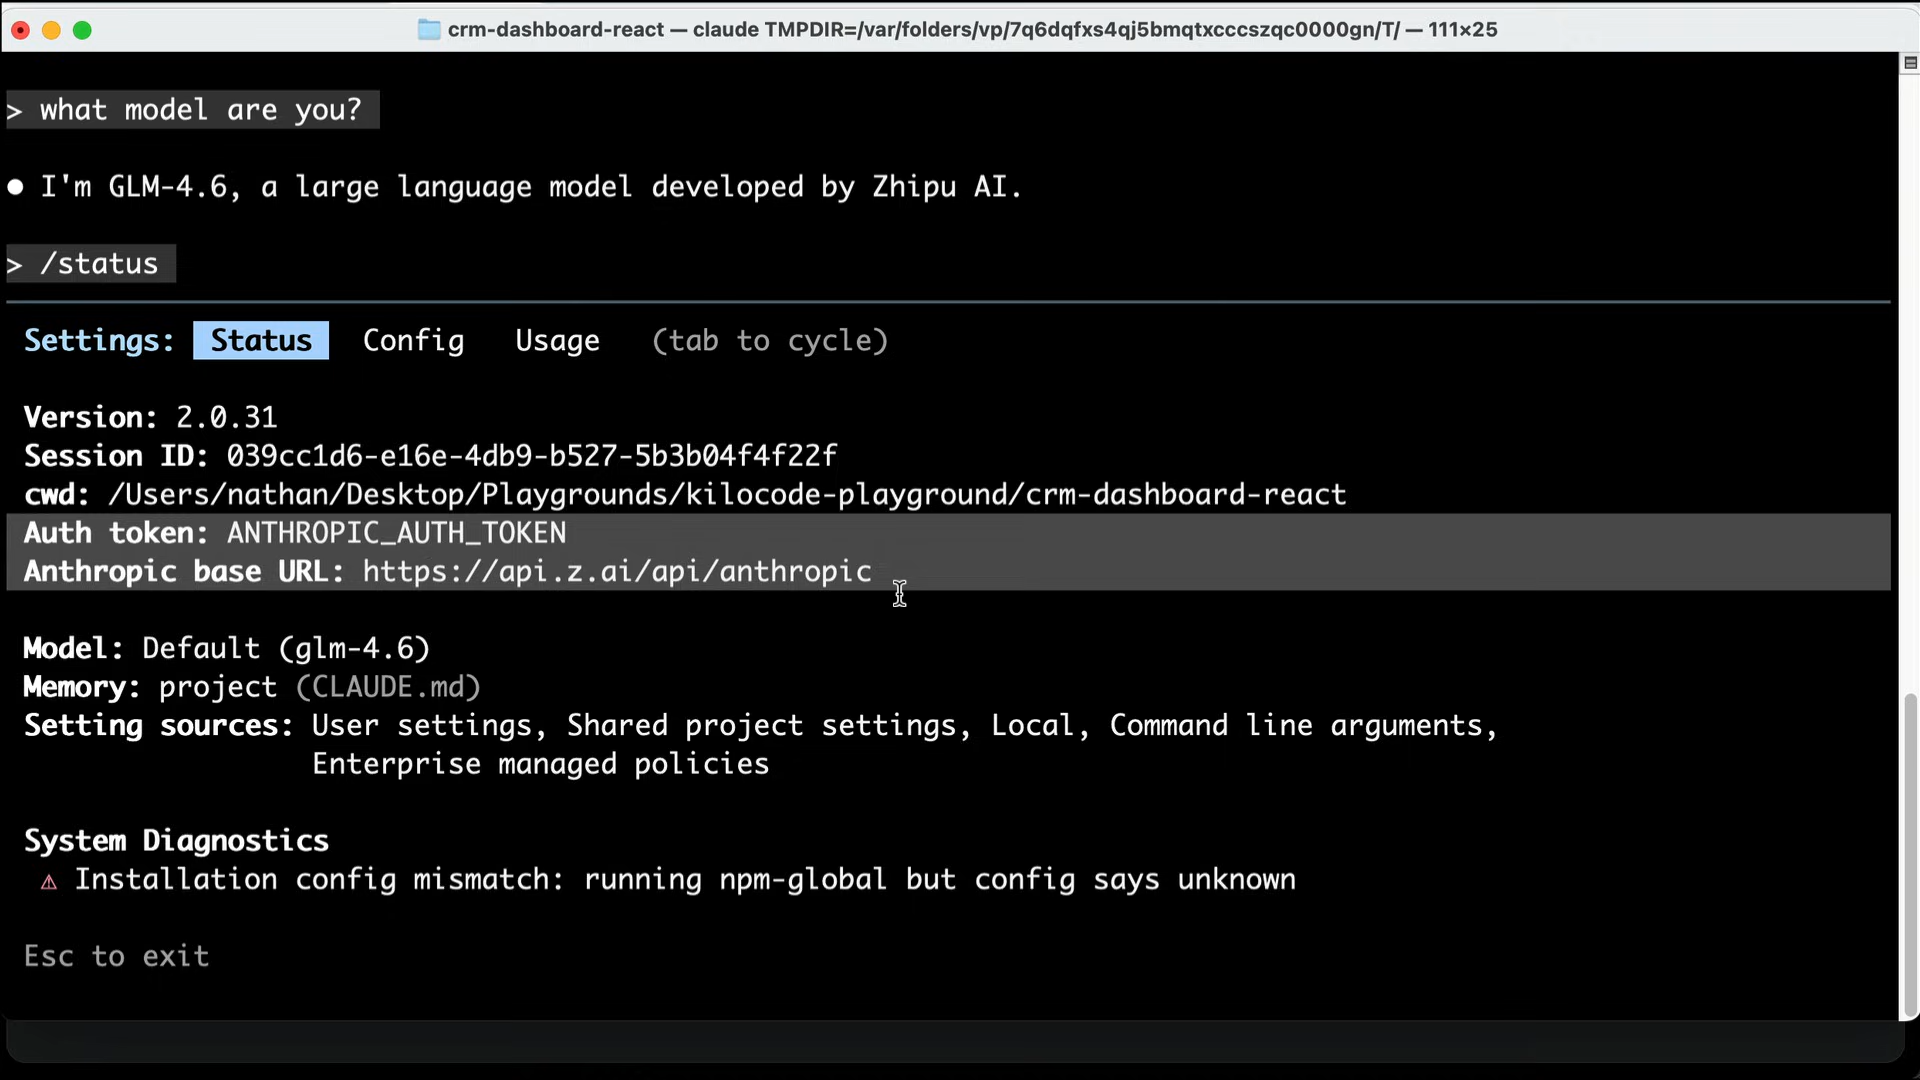 crm-dashboard-react — claude TMPDIR=/var/folders/vp/7q6dqfxs4qj5bmqtxcccszqc0000gn/T/ — 111×25
> what model are you?
● I'm GLM-4.6, a large language model developed by Zhipu AI.
> /status
Settings: Status Config Usage (tab to cycle)
Version: 2.0.31
Session ID: 039cc1d6-e16e-4db9-b527-5b3b04f4f22f
cwd: /Users/nathan/Desktop/Playgrounds/kilocode-playground/crm-dashboard-react
Auth token: ANTHROPIC_AUTH_TOKEN
Anthropic base URL: https://api.z.ai/api/anthropic
Model: Default (glm-4.6)
Memory: project (CLAUDE.md)
Setting sources: User settings, Shared project settings, Local, Command line arguments,
Enterprise managed policies
System Diagnostics
⚠ Installation config mismatch: running npm-global but config says unknown
Esc to exit